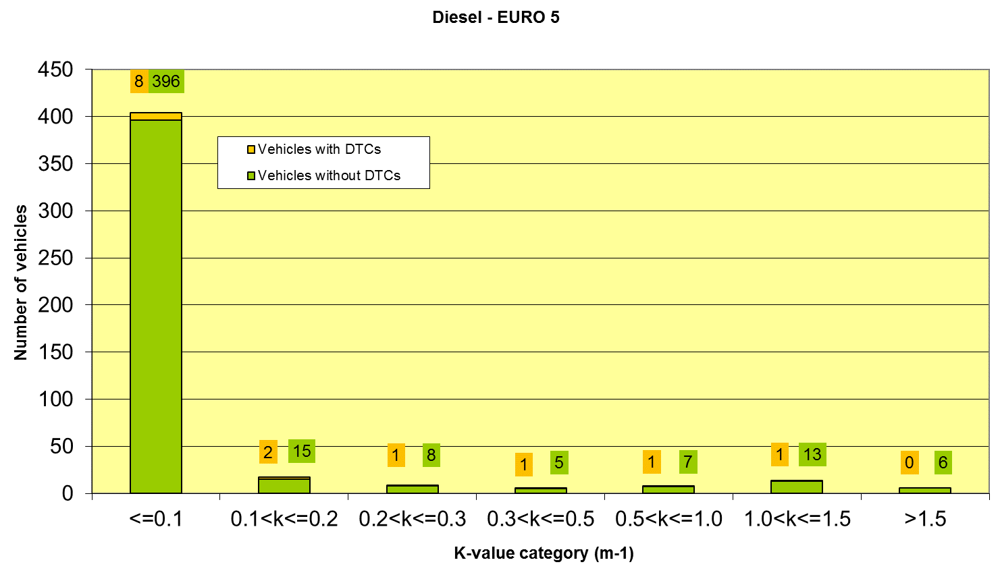 Diesel - EURO 5
450
400
350
300
250
200
150
100
50
0
Number of vehicles
8 396
Vehicles with DTCs
Vehicles without DTCs
2 15
1 8
1 5
1 7
1 13
0 6
<=0.1 0.1<k<=0.2 0.2<k<=0.3 0.3<k<=0.5 0.5<k<=1.0 1.0<k<=1.5 >1.5
K-value category (m-1)